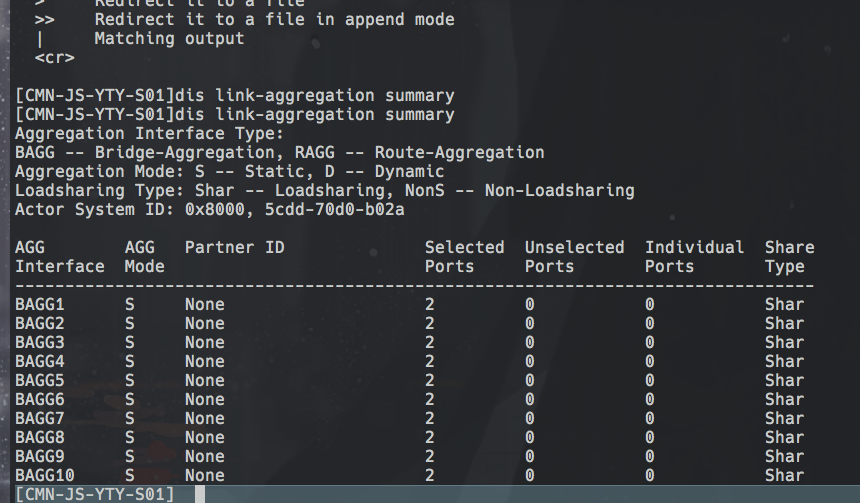 >       Redirect it to a file
>>      Redirect it to a file in append mode
|       Matching output
<cr>
[CMN-JS-YTY-S01]dis link-aggregation summary
[CMN-JS-YTY-S01]dis link-aggregation summary
Aggregation Interface Type:
BAGG -- Bridge-Aggregation, RAGG -- Route-Aggregation
Aggregation Mode: S -- Static, D -- Dynamic
Loadsharing Type: Shar -- Loadsharing, NonS -- Non-Loadsharing
Actor System ID: 0x8000, 5cdd-70d0-b02a
AGG        AGG   Partner ID              Selected  Unselected  Individual  Share
Interface  Mode                          Ports     Ports       Ports       Type
--------------------------------------------------------------------------------
BAGG1      S     None                    2         0           0           Shar
BAGG2      S     None                    2         0           0           Shar
BAGG3      S     None                    2         0           0           Shar
BAGG4      S     None                    2         0           0           Shar
BAGG5      S     None                    2         0           0           Shar
BAGG6      S     None                    2         0           0           Shar
BAGG7      S     None                    2         0           0           Shar
BAGG8      S     None                    2         0           0           Shar
BAGG9      S     None                    2         0           0           Shar
BAGG10     S     None                    2         0           0           Shar
[CMN-JS-YTY-S01]